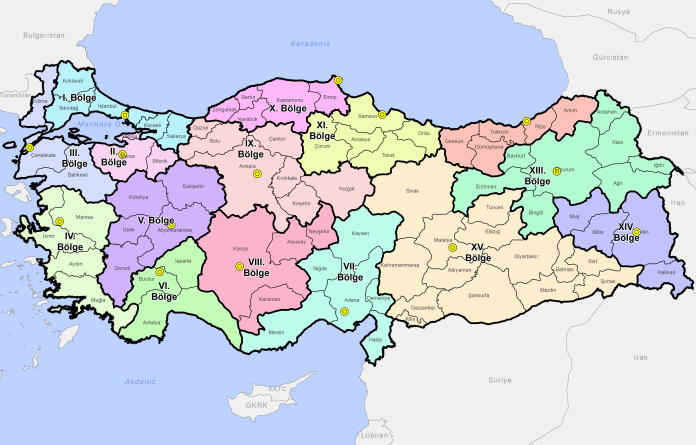 Rusya
Bulgaristan
Karadeniz
Gürcistan
Kırklareli
Yunanistan
Edirne
I. Bölge
Tekirdağ
İstanbul
Kocaeli
Sakarya
Marmara D
Zonguldak
Bartın
Karabük
Kastamonu
Sinop
X. Bölge
Samsun
Ordu
XI.
Bölge
Çorum
Amasya
Tokat
Giresun
Trabzon
Gümüşhane
Rize
Artvin
Ardahan
Kars
Ermenistan
Bayburt
XIII.
Bölge
Iğdır
Ağrı
Erzincan
Bingöl
İran
Düzce
Bolu
IX.
Bölge
Çankırı
Ankara
Kırıkkale
Kırşehir
Yozgat
Çanakkale
III.
Bölge
Balıkesir
II.
Bölge
Bilecik
Kütahya
Eskişehir
V. Bölge
Uşak
Afyonkarahisar
Denizli
Manisa
İzmir
IV.
Bölge
Aydın
Muğla
Isparta
Burdur
VI.
Bölge
Antalya
Konya
Aksaray
Nevşehir
VIII.
Bölge
Karaman
Kayseri
Niğde
VII.
Bölge
Adana
Osmaniye
Mersin
Hatay
Sivas
Tunceli
Elazığ
Malatya
XV.
Bölge
Kahramanmaraş
Adıyaman
Diyarbakır
Batman
Siirt
Şırnak
Mardin
Şanlıurfa
Gaziantep
Kilis
Muş
Bitlis
XIV.
Bölge
Hakkari
Irak
Suriye
Akdeniz
KKTC
GKRK
Lübnan